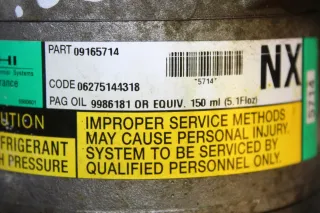 PART 09165714
NX
"5714"
CODE 06275144318
PAG OIL 9986181 OR EQUIV. 150 ml (5.1Floz)
UTION
IMPROPER SERVICE METHODS
MAY CAUSE PERSONAL INJURY.
SYSTEM TO BE SERVICED BY
QUALIFIED PERSONNEL ONLY.
FRIGERANT
H PRESSURE
5714